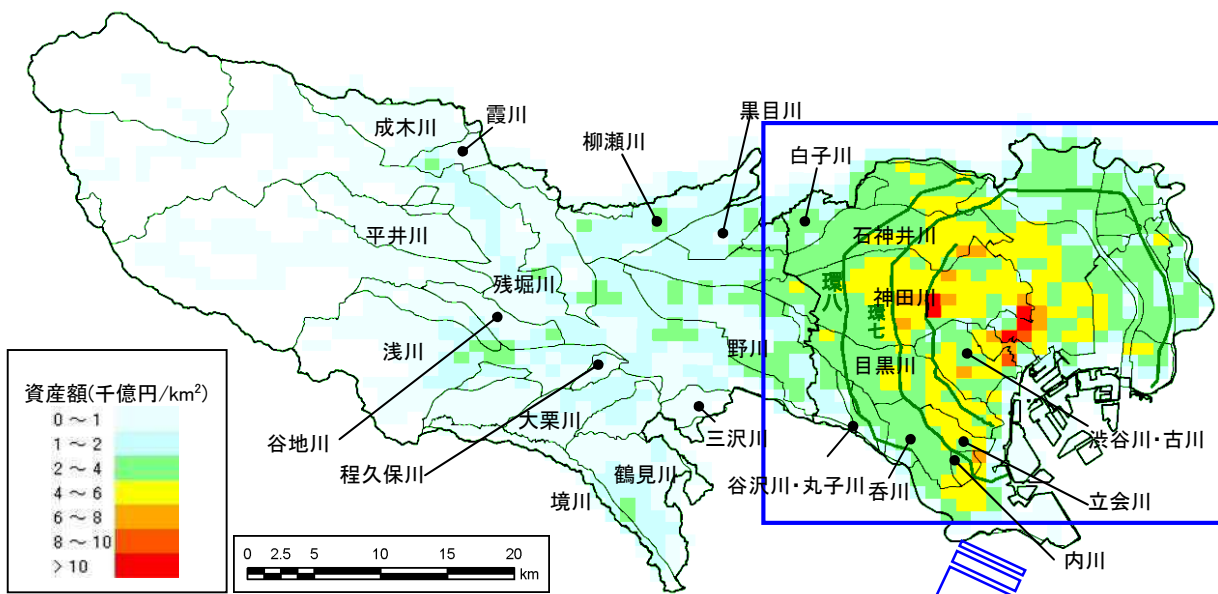 成木川
霞川
柳瀬川
黒目川
白子川
平井川
石神井川
残堀川
環八
環七
神田川
浅川
野川
目黒川
大栗川
谷地川
程久保川
三沢川
鶴見川
境川
谷沢川・丸子川
呑川
渋谷川・古川
立会川
内川
資産額(千億円/km²)
0 ～ 1
1 ～ 2
2 ～ 4
4 ～ 6
6 ～ 8
8 ～ 10
> 10
0 2.5 5 10 15 20
km